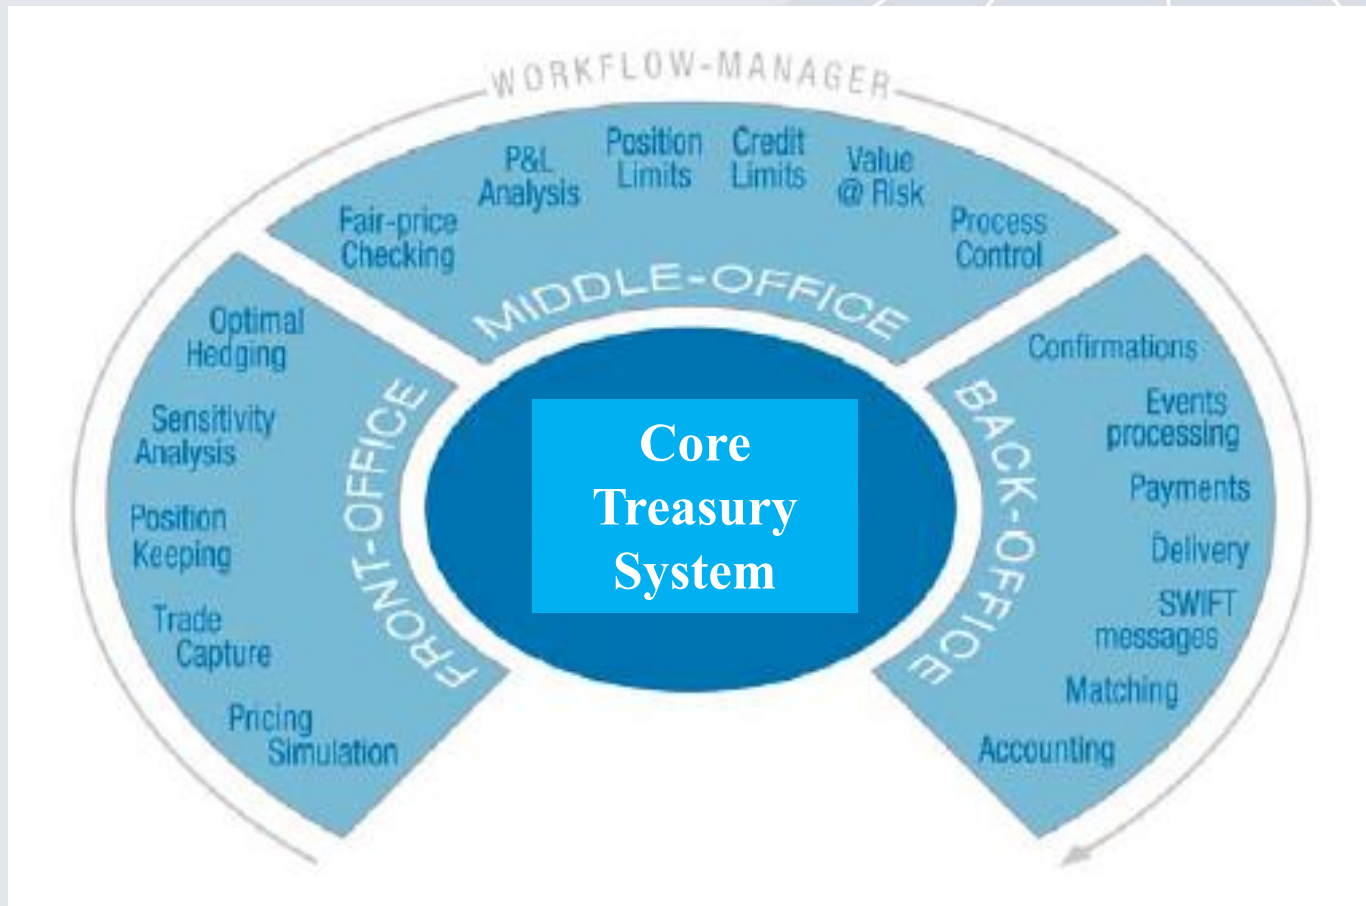 WORKFLOW-MANAGER
Fair-price
Checking
P&L
Analysis
Position
Limits
Credit
Limits
Value
@ Risk
Process
Control
MIDDLE-OFFICE
Optimal
Hedging
Sensitivity
Analysis
Position
Keeping
Trade
Capture
Pricing
Simulation
FRONT-OFFICE
Core
Treasury
System
BACK-OFFICE
Confirmations
Events
processing
Payments
Delivery
SWIFT
messages
Matching
Accounting